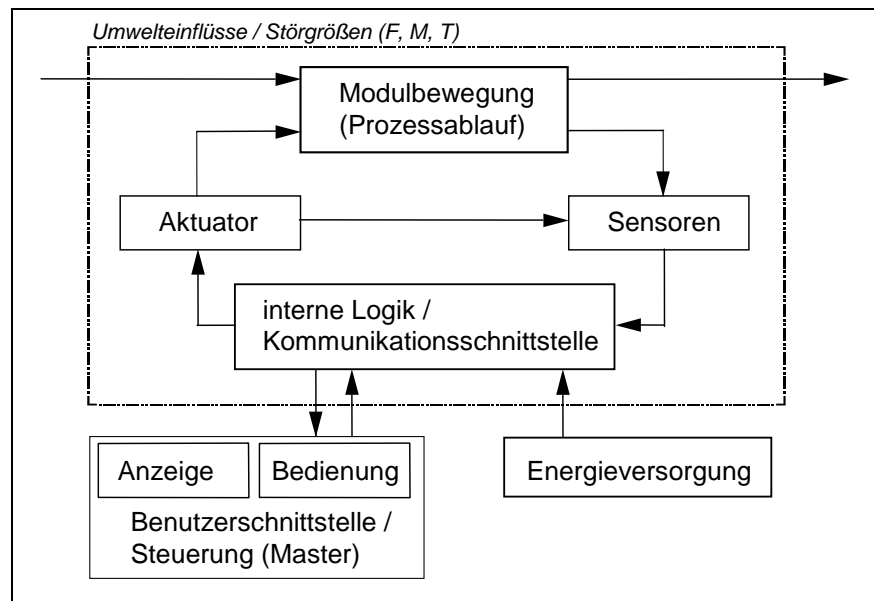 Umwelteinflüsse / Störgrößen (F, M, T)
Modulbewegung
(Prozessablauf)
Aktuator
Sensoren
interne Logik /
Kommunikationsschnittstelle
Anzeige
Bedienung
Energieversorgung
Benutzerschnittstelle /
Steuerung (Master)